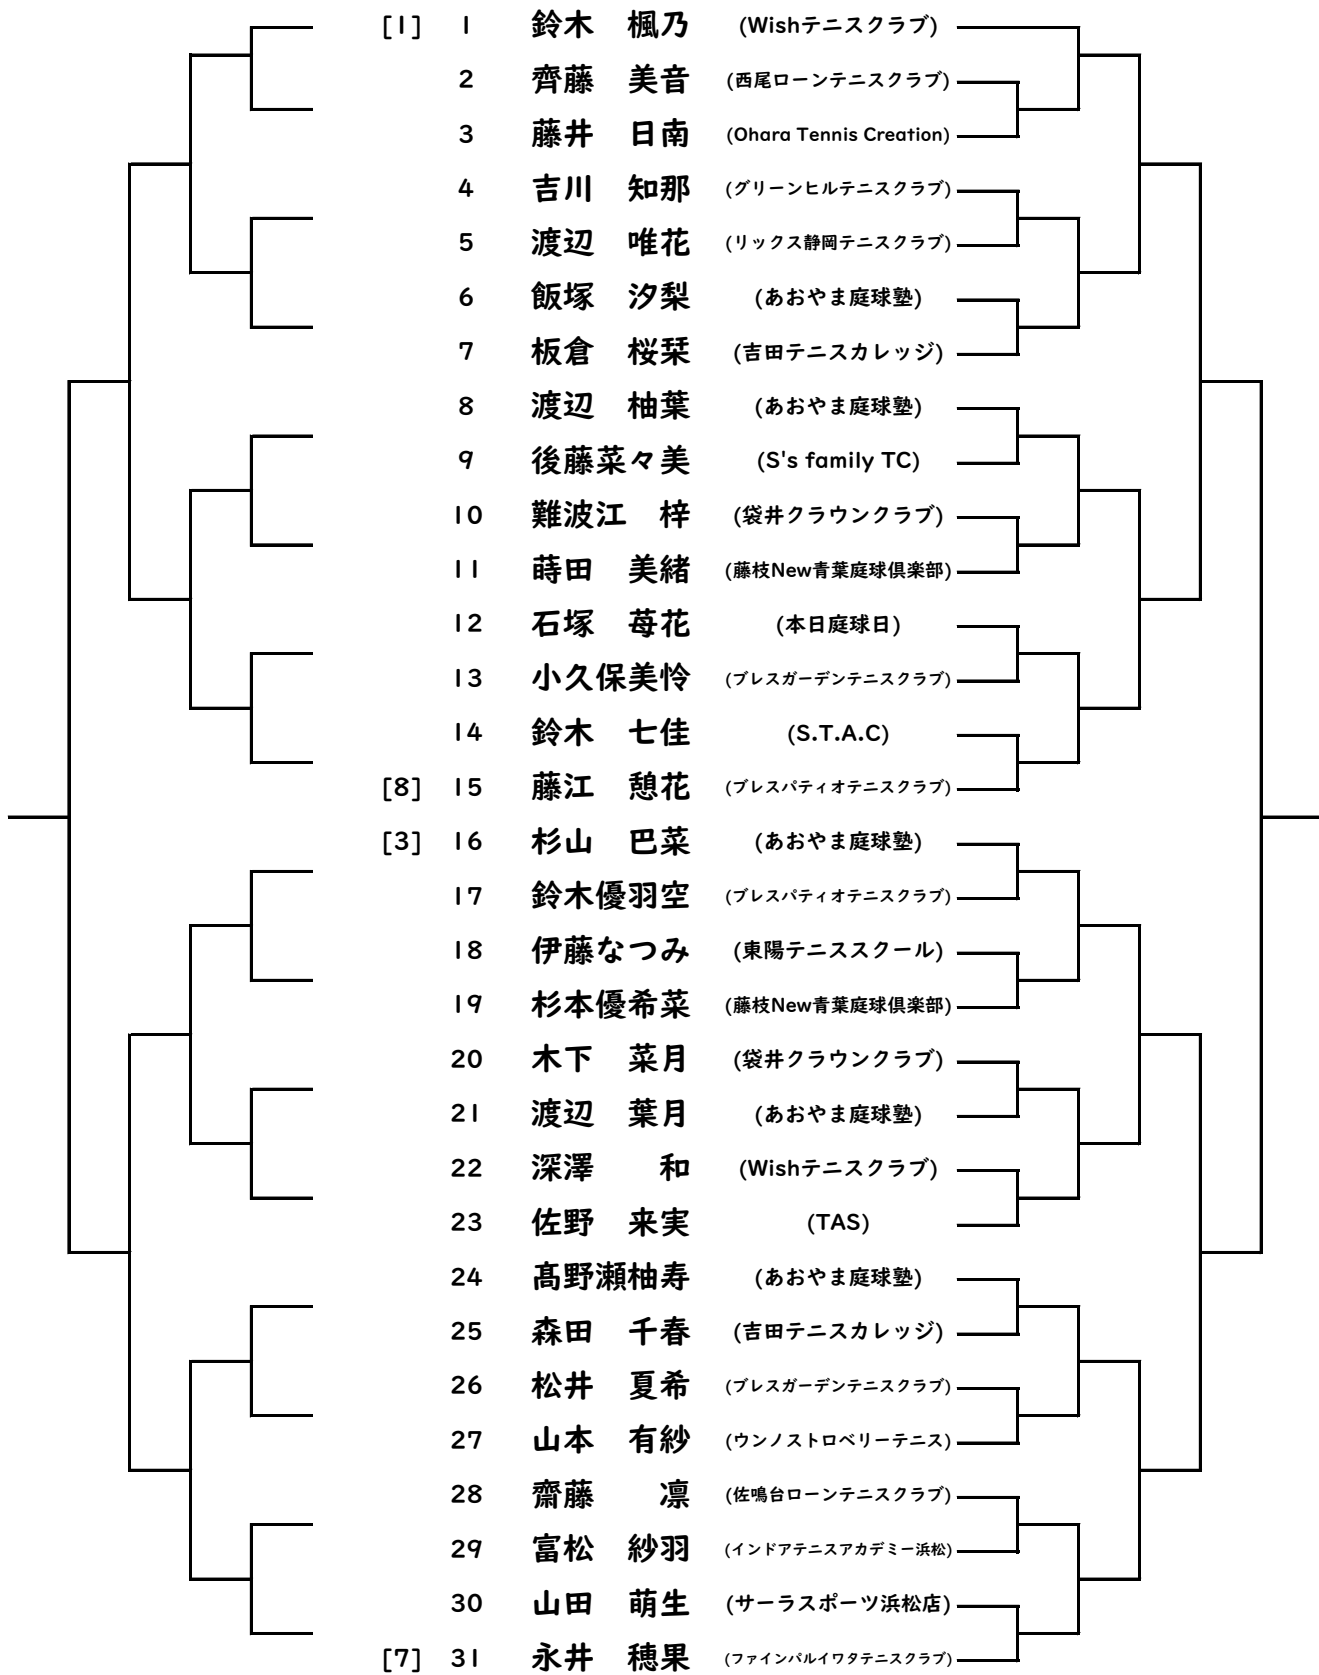 [1] 1 鈴木 楓乃 (Wishテニスクラブ)
2 齊藤 美音 (西尾ローンテニスクラブ)
3 藤井 日南 (Ohara Tennis Creation)
4 吉川 知那 (グリーンヒルテニスクラブ)
5 渡辺 唯花 (リックス静岡テニスクラブ)
6 飯塚 汐梨 (あおやま庭球塾)
7 板倉 桜栞 (吉田テニスカレッジ)
8 渡辺 柚葉 (あおやま庭球塾)
9 後藤菜々美 (S's family TC)
10 難波江 梓 (袋井クラウンクラブ)
11 蒔田 美緒 (藤枝New青葉庭球倶楽部)
12 石塚 苺花 (本日庭球日)
13 小久保美怜 (ブレスガーデンテニスクラブ)
14 鈴木 七佳 (S.T.A.C)
[8] 15 藤江 憩花 (ブレスパティオテニスクラブ)
[3] 16 杉山 巴菜 (あおやま庭球塾)
17 鈴木優羽空 (ブレスパティオテニスクラブ)
18 伊藤なつみ (東陽テニススクール)
19 杉本優希菜 (藤枝New青葉庭球倶楽部)
20 木下 菜月 (袋井クラウンクラブ)
21 渡辺 葉月 (あおやま庭球塾)
22 深澤 和 (Wishテニスクラブ)
23 佐野 来実 (TAS)
24 髙野瀬柚寿 (あおやま庭球塾)
25 森田 千春 (吉田テニスカレッジ)
26 松井 夏希 (ブレスガーデンテニスクラブ)
27 山本 有紗 (ウンノストロベリーテニス)
28 齋藤 凛 (佐鳴台ローンテニスクラブ)
29 富松 紗羽 (インドアテニスアカデミー浜松)
30 山田 萌生 (サーラスポーツ浜松店)
[7] 31 永井 穂果 (ファインパルイワタテニスクラブ)